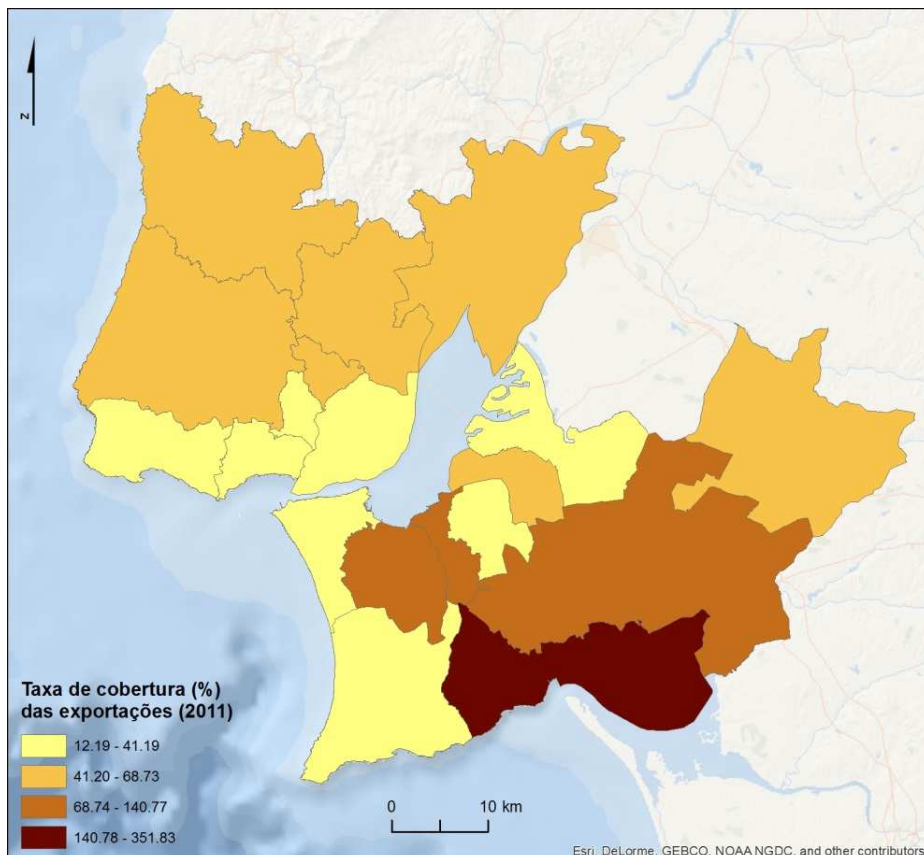 N
Taxa de cobertura (%)
das exportações (2011)
12.19 - 41.19
41.20 - 68.73
68.74 - 140.77
140.78 - 351.83
0 10 km
Esri, DeLorme, GEBCO, NOAA NGDC, and other contributors